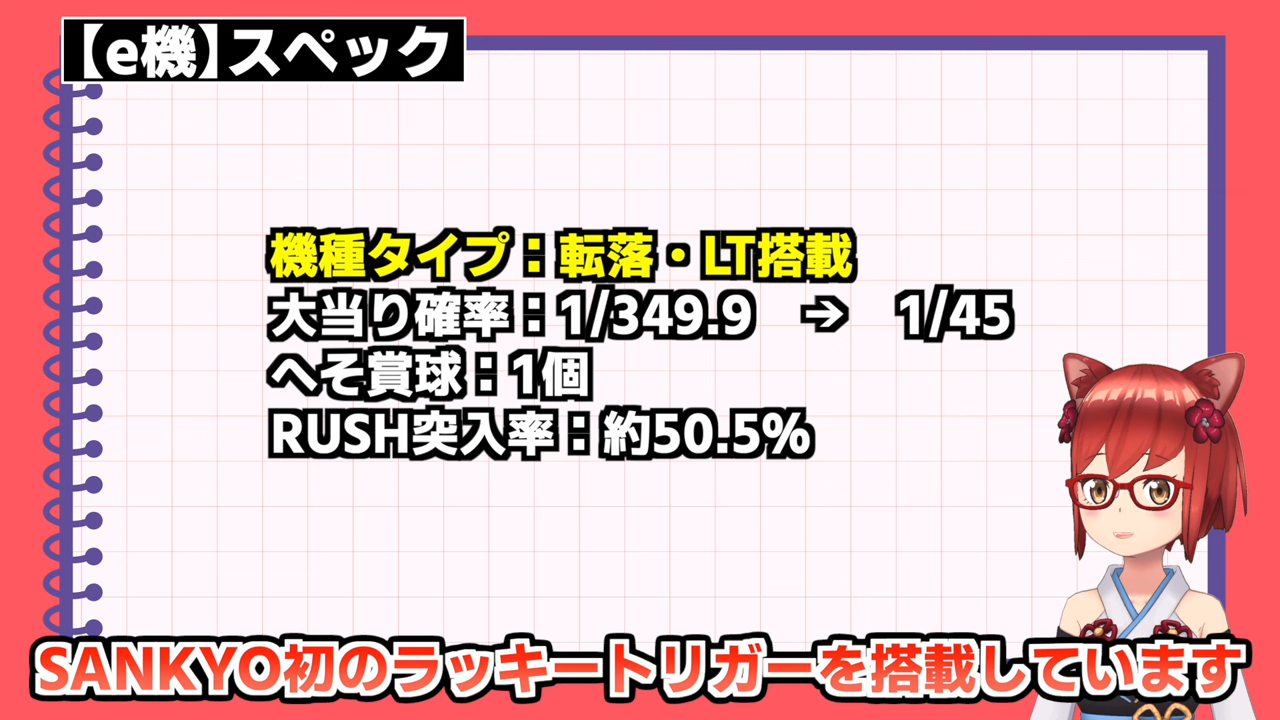 【e機】スペック
機種タイプ：転落・LT搭載
大当り確率：1/349.9　→　1/45
へそ賞球：1個
RUSH突入率：約50.5%
SANKYO初のラッキートリガーを搭載しています